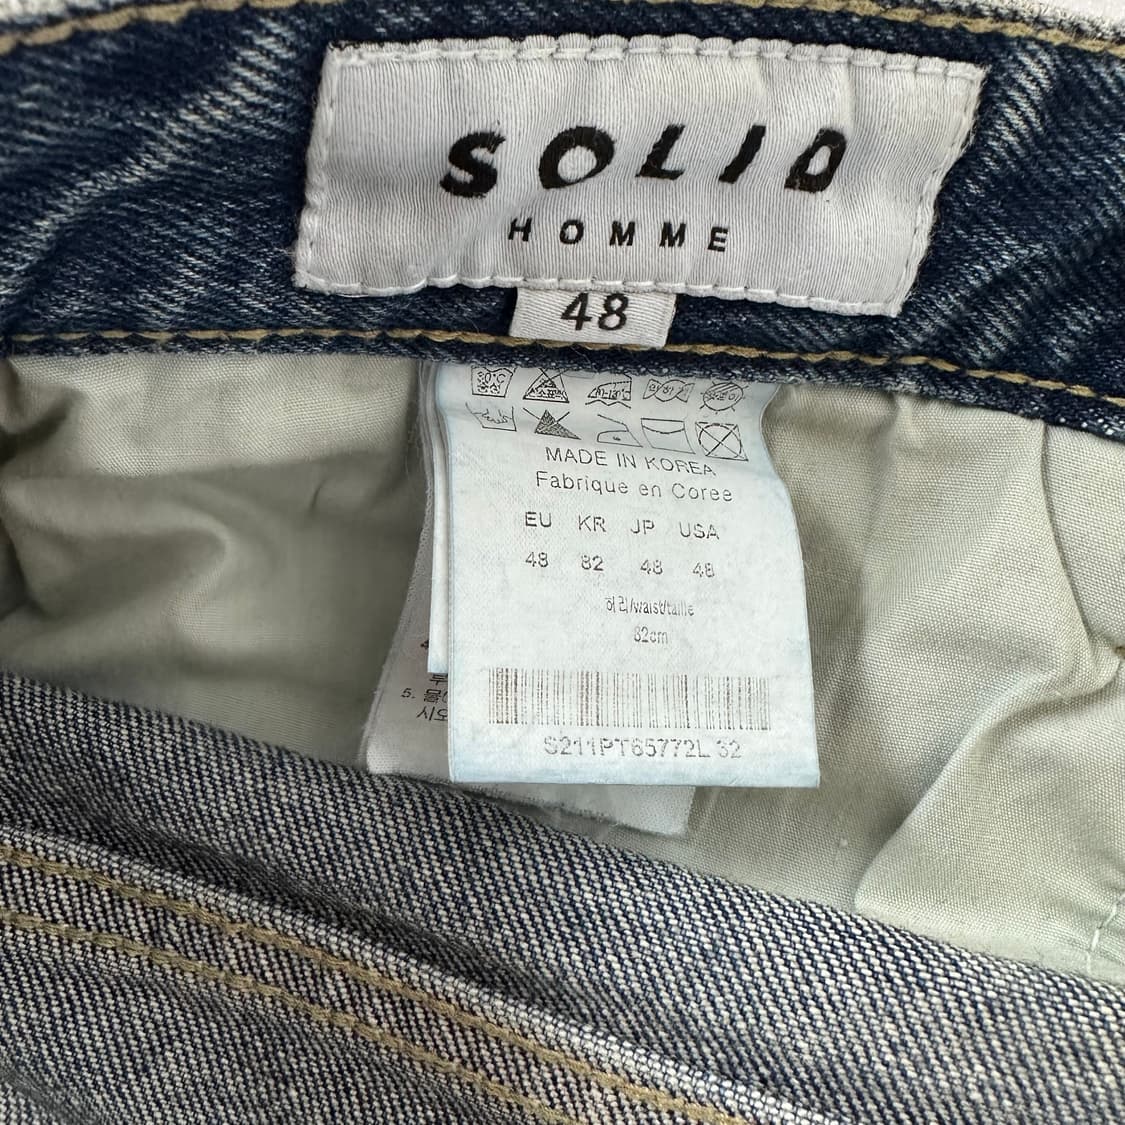 SOLID
HOMME
48
MADE IN KOREA
Fabrique en Coree
EU KR JP USA
48 82 48 48
허리/waist/taille
82cm
S211PT65772L 32
5.